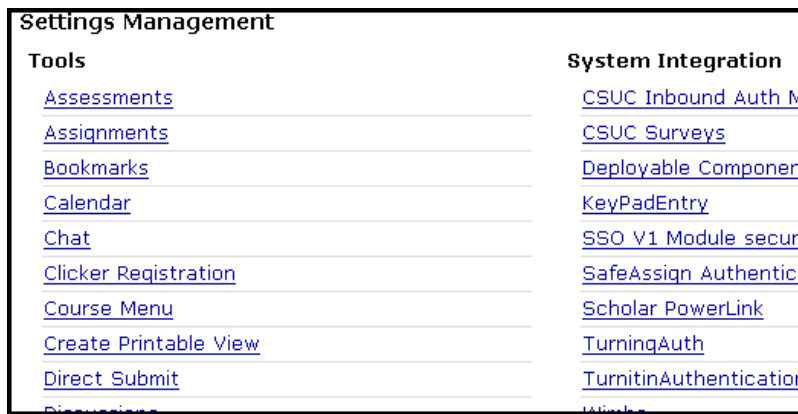 Settings Management
Tools
Assessments
Assignments
Bookmarks
Calendar
Chat
Clicker Registration
Course Menu
Create Printable View
Direct Submit
System Integration
CSUC Inbound Auth
CSUC Surveys
Deployable
KeyPadEntry
SSO V1 Module
SafeAssign
Scholar PowerLink
TurningAuth